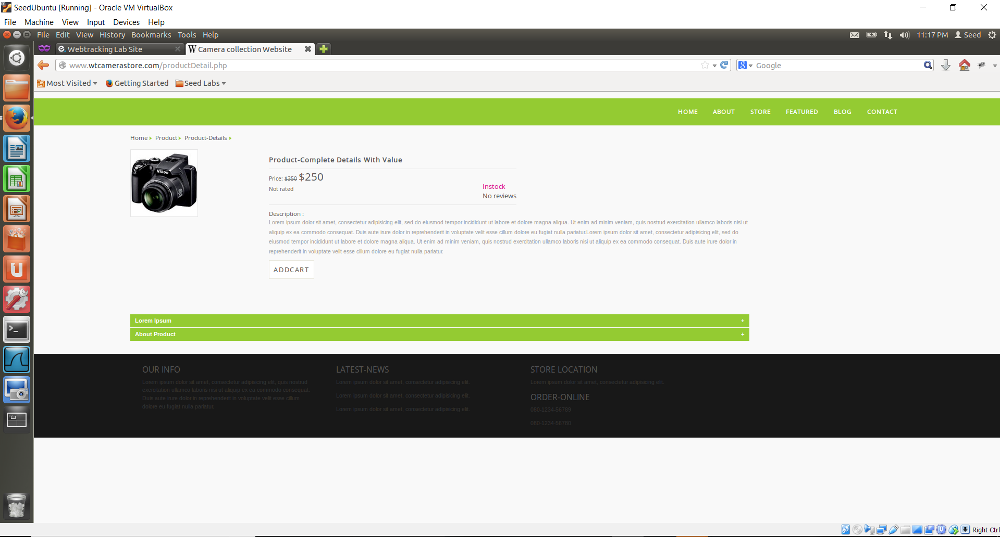 SeedUbuntu [Running] - Oracle VM VirtualBox
File Machine View Input Devices Help
File Edit View History Bookmarks Tools Help
11:17 PM Seed
Webtracking Lab Site
W Camera collection Website
www.wtcamerastore.com/productDetail.php
8 Google
Most Visited Getting Started Seed Labs
HOME ABOUT STORE FEATURED BLOG CONTACT
Home Product Product-Details
Nikon
Product-Complete Details With Value
Price: $350 $250
Not rated
Instock
No reviews
Description :
Lorem ipsum dolor sit amet, consectetur adipisicing elit, sed do eiusmod tempor incididunt ut labore et dolore magna aliqua. Ut enim ad minim veniam, quis nostrud exercitation ullamco laboris nisi ut
aliquip ex ea commodo consequat. Duis aute irure dolor in reprehenderit in voluptate velit esse cillum dolore eu fugiat nulla pariatur.Lorem ipsum dolor sit amet, consectetur adipisicing elit, sed do
eiusmod tempor incididunt ut labore et dolore magna aliqua. Ut enim ad minim veniam, quis nostrud exercitation ullamco laboris nisi ut aliquip ex ea commodo consequat. Duis aute irure dolor in
reprehenderit in voluptate velit esse cillum dolore eu fugiat nulla pariatur.
ADDCART
Lorem Ipsum +
About Product +
OUR INFO
Lorem ipsum dolor sit amet, consectetur adipisicing elit, quis nostrud
exercitation ullamco laboris nisi ut aliquip ex ea commodo consequat.
Duis aute irure dolor in reprehenderit in voluptate velit esse cillum
dolore eu fugiat nulla pariatur.
LATEST-NEWS
Lorem ipsum dolor sit amet, consectetur adipisicing elit.
Lorem ipsum dolor sit amet, consectetur adipisicing elit.
Lorem ipsum dolor sit amet, consectetur adipisicing elit.
STORE LOCATION
Lorem ipsum dolor sit amet, consectetur adipisicing elit.
ORDER-ONLINE
080-1234-56789
080-1234-56780
Right Ctrl